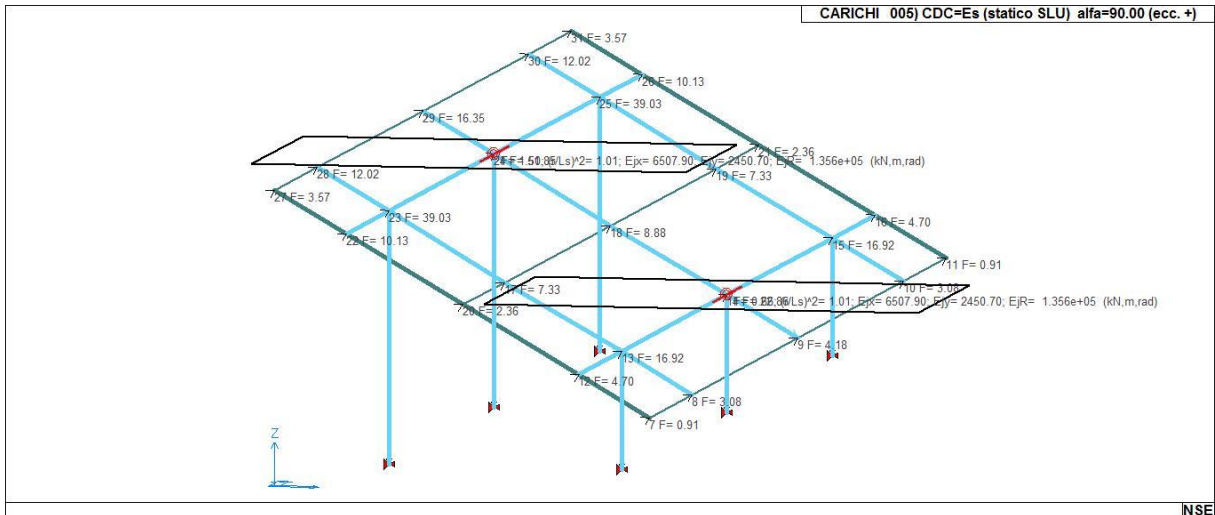 CARICHI 005) CDC=Es (statico SLU) alfa=90.00 (ecc. +)
31 F= 3.57
30 F= 12.02
26 F= 10.13
25 F= 39.03
29 F= 16.35
21 F= 2.36
(r/Ls)^2= 1.01; Ejx= 6507.90; Ejy= 2450.70; EjR= 1.356e+05 (kN,m,rad)
19 F= 7.33
28 F= 12.02
27 F= 3.57
23 F= 39.03
16 F= 4.70
22 F= 10.13
18 F= 8.88
15 F= 16.92
11 F= 0.91
17 F= 7.33
10 F= 3.08
20 F= 2.36
(r/Ls)^2= 1.01; Ejx= 6507.90; Ejy= 2450.70; EjR= 1.356e+05 (kN,m,rad)
9 F= 4.18
13 F= 16.92
12 F= 4.70
8 F= 3.08
7 F= 0.91
Z
NSE